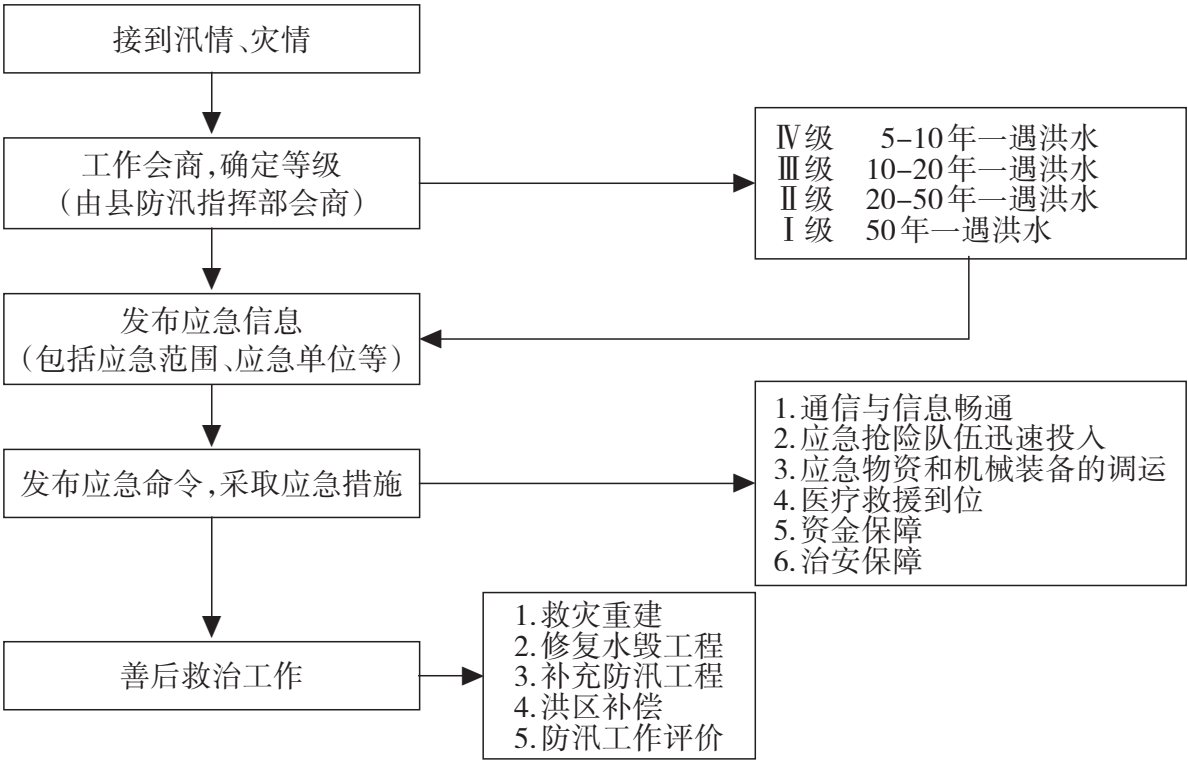 接到汛情、灾情
工作会商,确定等级
(由县防汛指挥部会商)
Ⅳ级 5-10年一遇洪水
Ⅲ级 10-20年一遇洪水
Ⅱ级 20-50年一遇洪水
Ⅰ级 50年一遇洪水
发布应急信息
(包括应急范围、应急单位等)
发布应急命令,采取应急措施
1.通信与信息畅通
2.应急抢险队伍迅速投入
3.应急物资和机械装备的调运
4.医疗救援到位
5.资金保障
6.治安保障
善后救治工作
1.救灾重建
2.修复水毁工程
3.补充防汛工程
4.洪区补偿
5.防汛工作评价